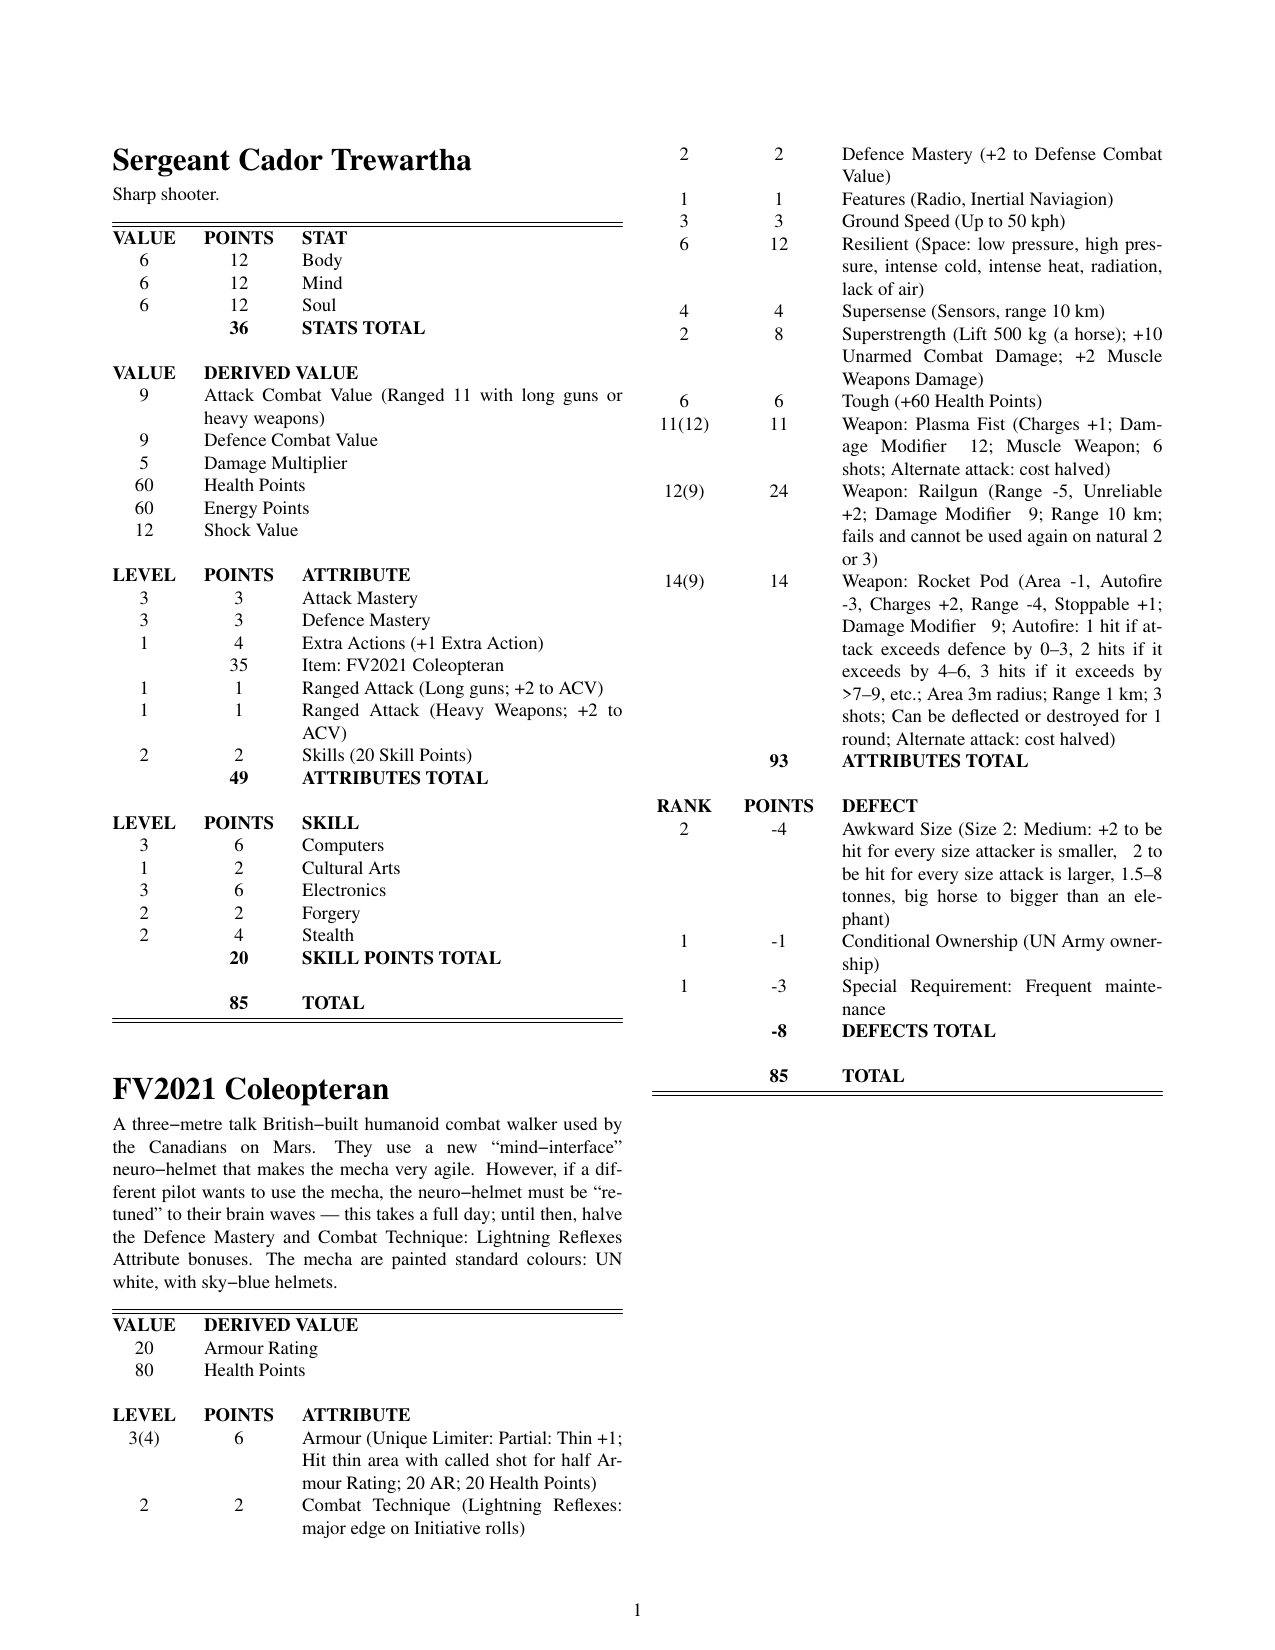 Sergeant Cador Trewartha
Sharp shooter.
VALUE POINTS STAT
6 12 Body
6 12 Mind
6 12 Soul
36 STATS TOTAL
VALUE DERIVED VALUE
9 Attack Combat Value (Ranged 11 with long guns or
heavy weapons)
9 Defence Combat Value
5 Damage Multiplier
60 Health Points
60 Energy Points
12 Shock Value
LEVEL POINTS ATTRIBUTE
3 3 Attack Mastery
3 3 Defence Mastery
1 4 Extra Actions (+1 Extra Action)
35 Item: FV2021 Coleopteran
1 1 Ranged Attack (Long guns; +2 to ACV)
1 1 Ranged Attack (Heavy Weapons; +2 to
ACV)
2 2 Skills (20 Skill Points)
49 ATTRIBUTES TOTAL
LEVEL POINTS SKILL
3 6 Computers
1 2 Cultural Arts
3 6 Electronics
2 2 Forgery
2 4 Stealth
20 SKILL POINTS TOTAL
85 TOTAL
FV2021 Coleopteran
A three−metre talk British−built humanoid combat walker used by
the Canadians on Mars. They use a new “mind−interface”
neuro−helmet that makes the mecha very agile. However, if a dif-
ferent pilot wants to use the mecha, the neuro−helmet must be “re-
tuned” to their brain waves — this takes a full day; until then, halve
the Defence Mastery and Combat Technique: Lightning Reflexes
Attribute bonuses. The mecha are painted standard colours: UN
white, with sky−blue helmets.
VALUE DERIVED VALUE
20 Armour Rating
80 Health Points
LEVEL POINTS ATTRIBUTE
3(4) 6 Armour (Unique Limiter: Partial: Thin +1;
Hit thin area with called shot for half Ar-
mour Rating; 20 AR; 20 Health Points)
2 2 Combat Technique (Lightning Reflexes:
major edge on Initiative rolls)
2 2 Defence Mastery (+2 to Defense Combat
Value)
1 1 Features (Radio, Inertial Naviagion)
3 3 Ground Speed (Up to 50 kph)
6 12 Resilient (Space: low pressure, high pres-
sure, intense cold, intense heat, radiation,
lack of air)
4 4 Supersense (Sensors, range 10 km)
2 8 Superstrength (Lift 500 kg (a horse); +10
Unarmed Combat Damage; +2 Muscle
Weapons Damage)
6 6 Tough (+60 Health Points)
11(12) 11 Weapon: Plasma Fist (Charges +1; Dam-
age Modifier 12; Muscle Weapon; 6
shots; Alternate attack: cost halved)
12(9) 24 Weapon: Railgun (Range -5, Unreliable
+2; Damage Modifier 9; Range 10 km;
fails and cannot be used again on natural 2
or 3)
14(9) 14 Weapon: Rocket Pod (Area -1, Autofire
-3, Charges +2, Range -4, Stoppable +1;
Damage Modifier 9; Autofire: 1 hit if at-
tack exceeds defence by 0–3, 2 hits if it
exceeds by 4–6, 3 hits if it exceeds by
>7–9, etc.; Area 3m radius; Range 1 km; 3
shots; Can be deflected or destroyed for 1
round; Alternate attack: cost halved)
93 ATTRIBUTES TOTAL
RANK POINTS DEFECT
2 -4 Awkward Size (Size 2: Medium: +2 to be
hit for every size attacker is smaller, 2 to
be hit for every size attack is larger, 1.5–8
tonnes, big horse to bigger than an ele-
phant)
1 -1 Conditional Ownership (UN Army owner-
ship)
1 -3 Special Requirement: Frequent mainte-
nance
-8 DEFECTS TOTAL
85 TOTAL
1